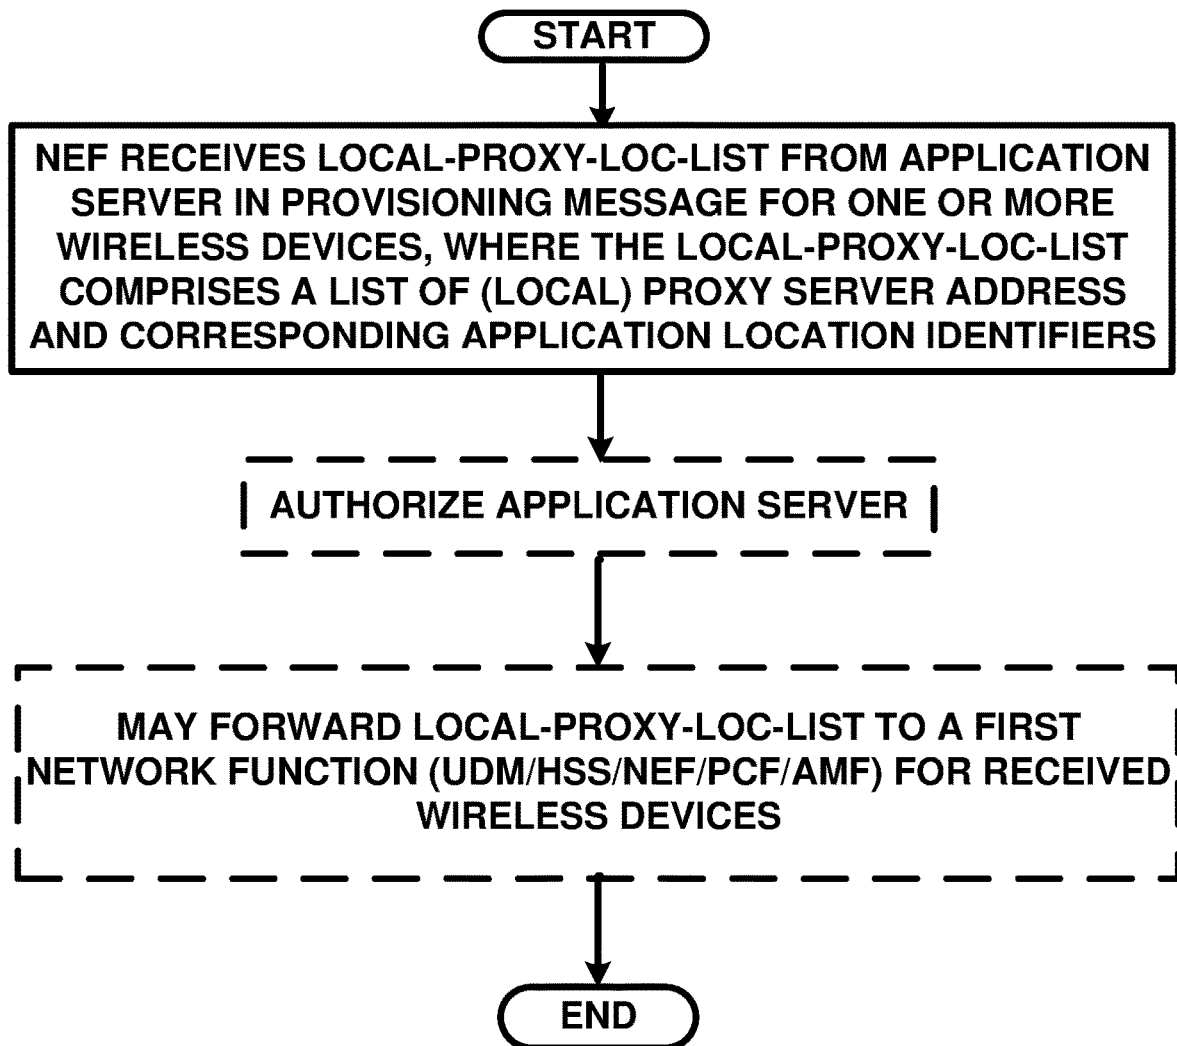 START
NEF RECEIVES LOCAL-PROXY-LOC-LIST FROM APPLICATION
SERVER IN PROVISIONING MESSAGE FOR ONE OR MORE
WIRELESS DEVICES, WHERE THE LOCAL-PROXY-LOC-LIST
COMPRISES A LIST OF (LOCAL) PROXY SERVER ADDRESS
AND CORRESPONDING APPLICATION LOCATION IDENTIFIERS
AUTHORIZE APPLICATION SERVER
MAY FORWARD LOCAL-PROXY-LOC-LIST TO A FIRST
NETWORK FUNCTION (UDM/HSS/NEF/PCF/AMF) FOR RECEIVED
WIRELESS DEVICES
END